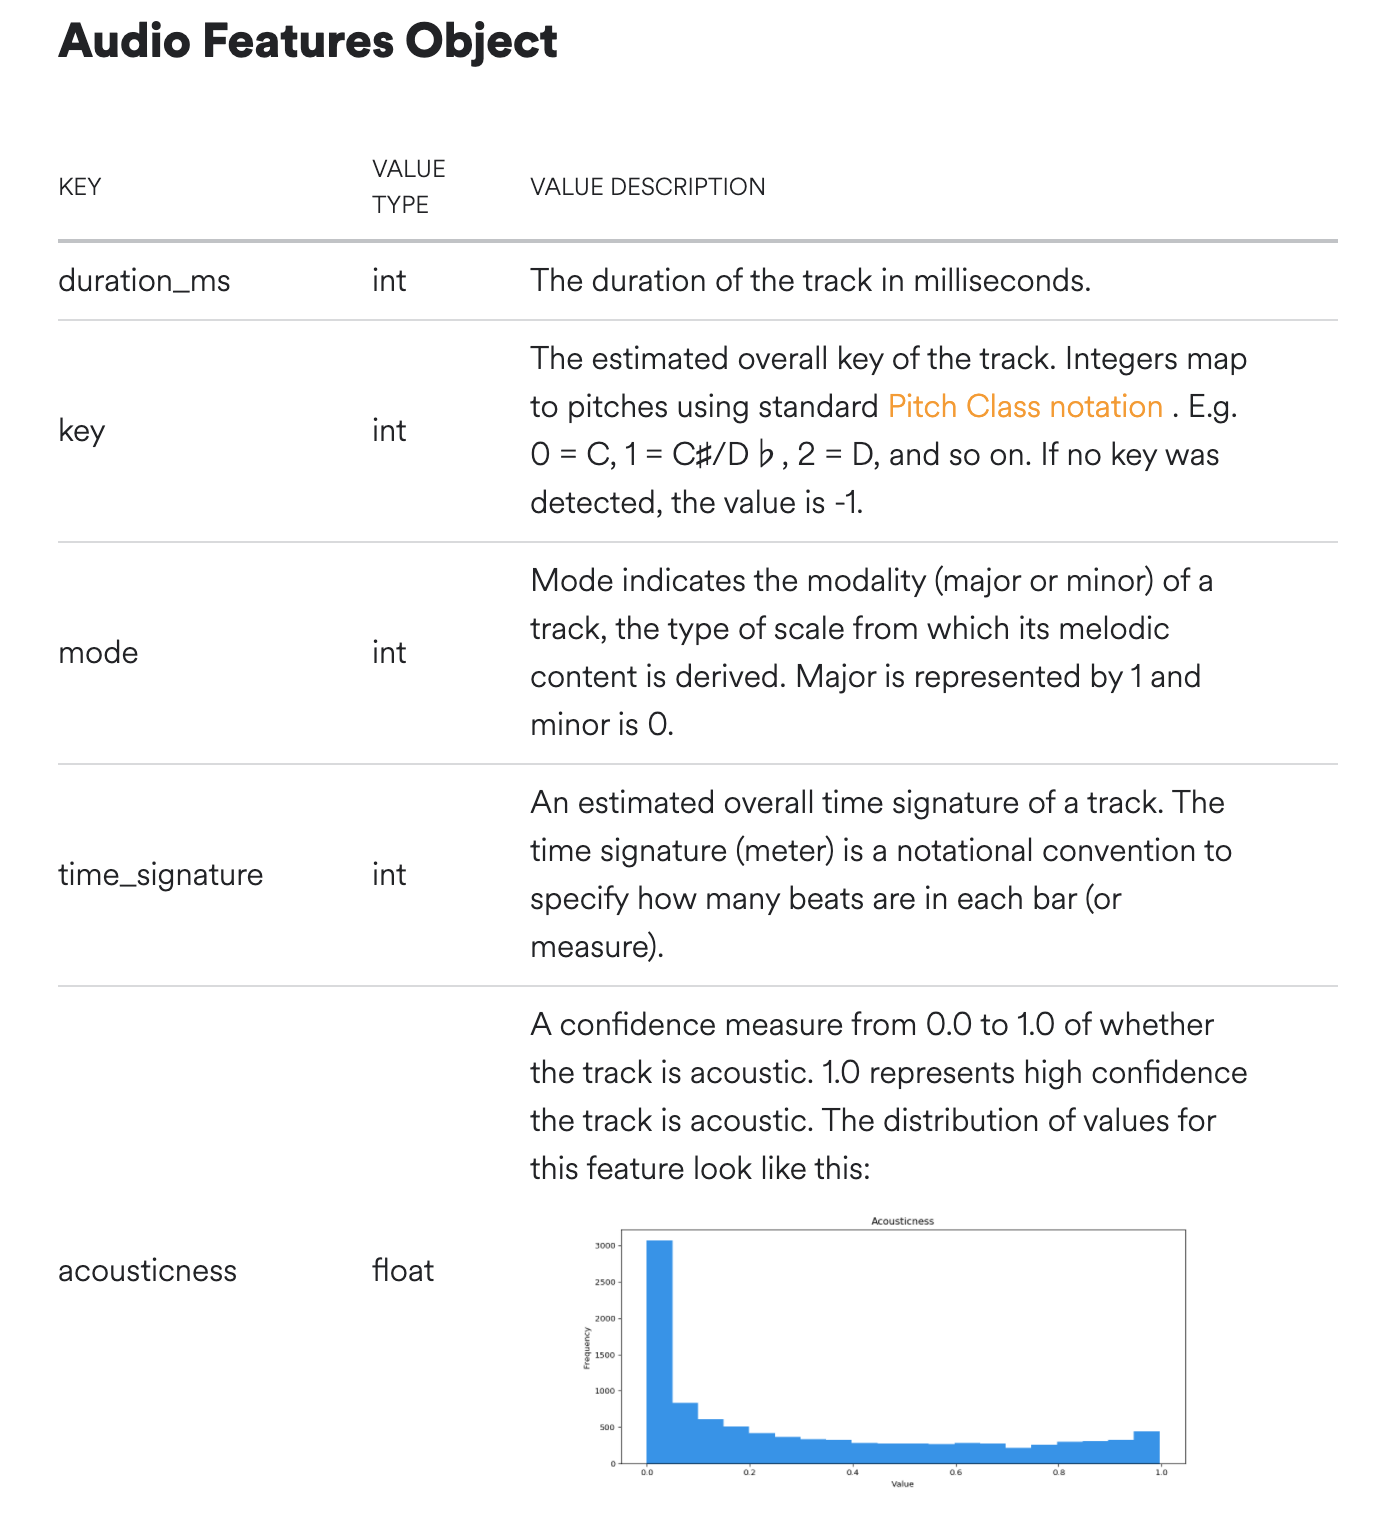 Audio Features Object
KEY
VALUE
TYPE
VALUE DESCRIPTION
duration_ms
int
The duration of the track in milliseconds.
key
int
The estimated overall key of the track. Integers map
to pitches using standard Pitch Class notation . E.g.
0 = C, 1 = C♯/D ♭ , 2 = D, and so on. If no key was
detected, the value is -1.
mode
int
Mode indicates the modality (major or minor) of a
track, the type of scale from which its melodic
content is derived. Major is represented by 1 and
minor is 0.
time_signature
int
An estimated overall time signature of a track. The
time signature (meter) is a notational convention to
specify how many beats are in each bar (or
measure).
acousticness
float
A confidence measure from 0.0 to 1.0 of whether
the track is acoustic. 1.0 represents high confidence
the track is acoustic. The distribution of values for
this feature look like this:
Acousticness
Frequency
3000
2500
2000
1500
1000
500
0
0.0 0.2 0.4 0.6 0.8 1.0
Value